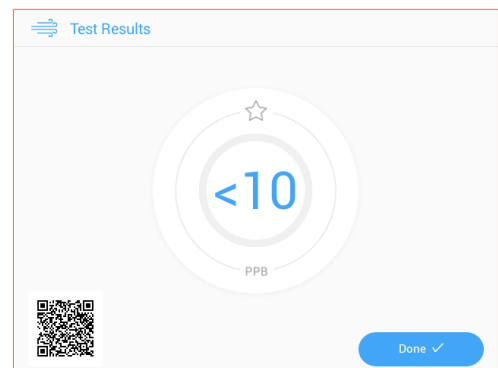 Test Results
<10
PPB
Done ✓